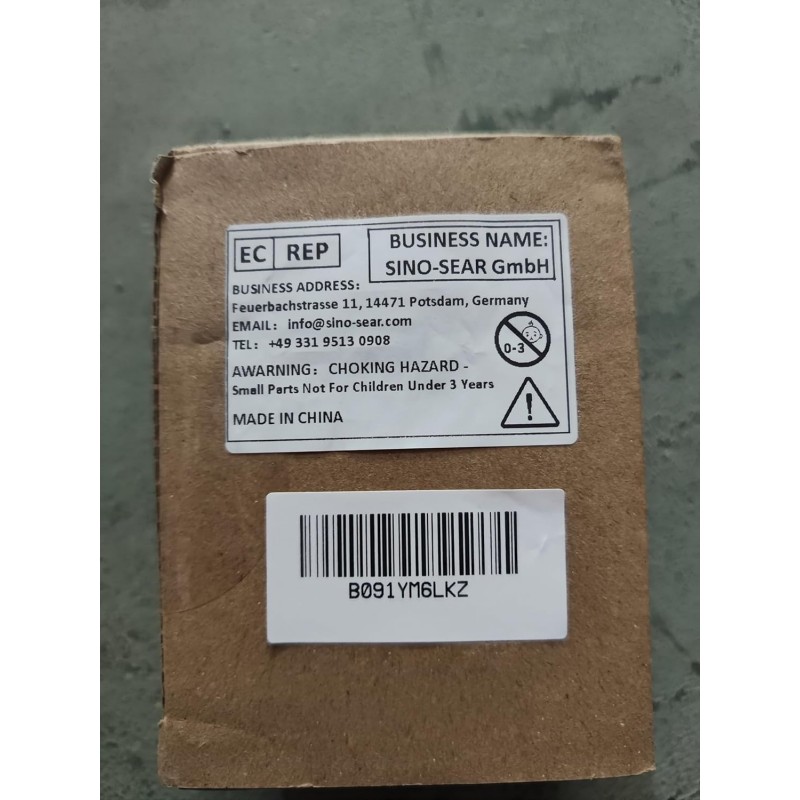 EC REP
BUSINESS NAME:
SINO-SEAR GmbH
BUSINESS ADDRESS:
Feuerbachstrasse 11, 14471 Potsdam, Germany
EMAIL: info@sino-sear.com
TEL: +49 331 9513 0908
0-3
AWARNING: CHOKING HAZARD -
Small Parts Not For Children Under 3 Years
MADE IN CHINA
B091YM6LKZ